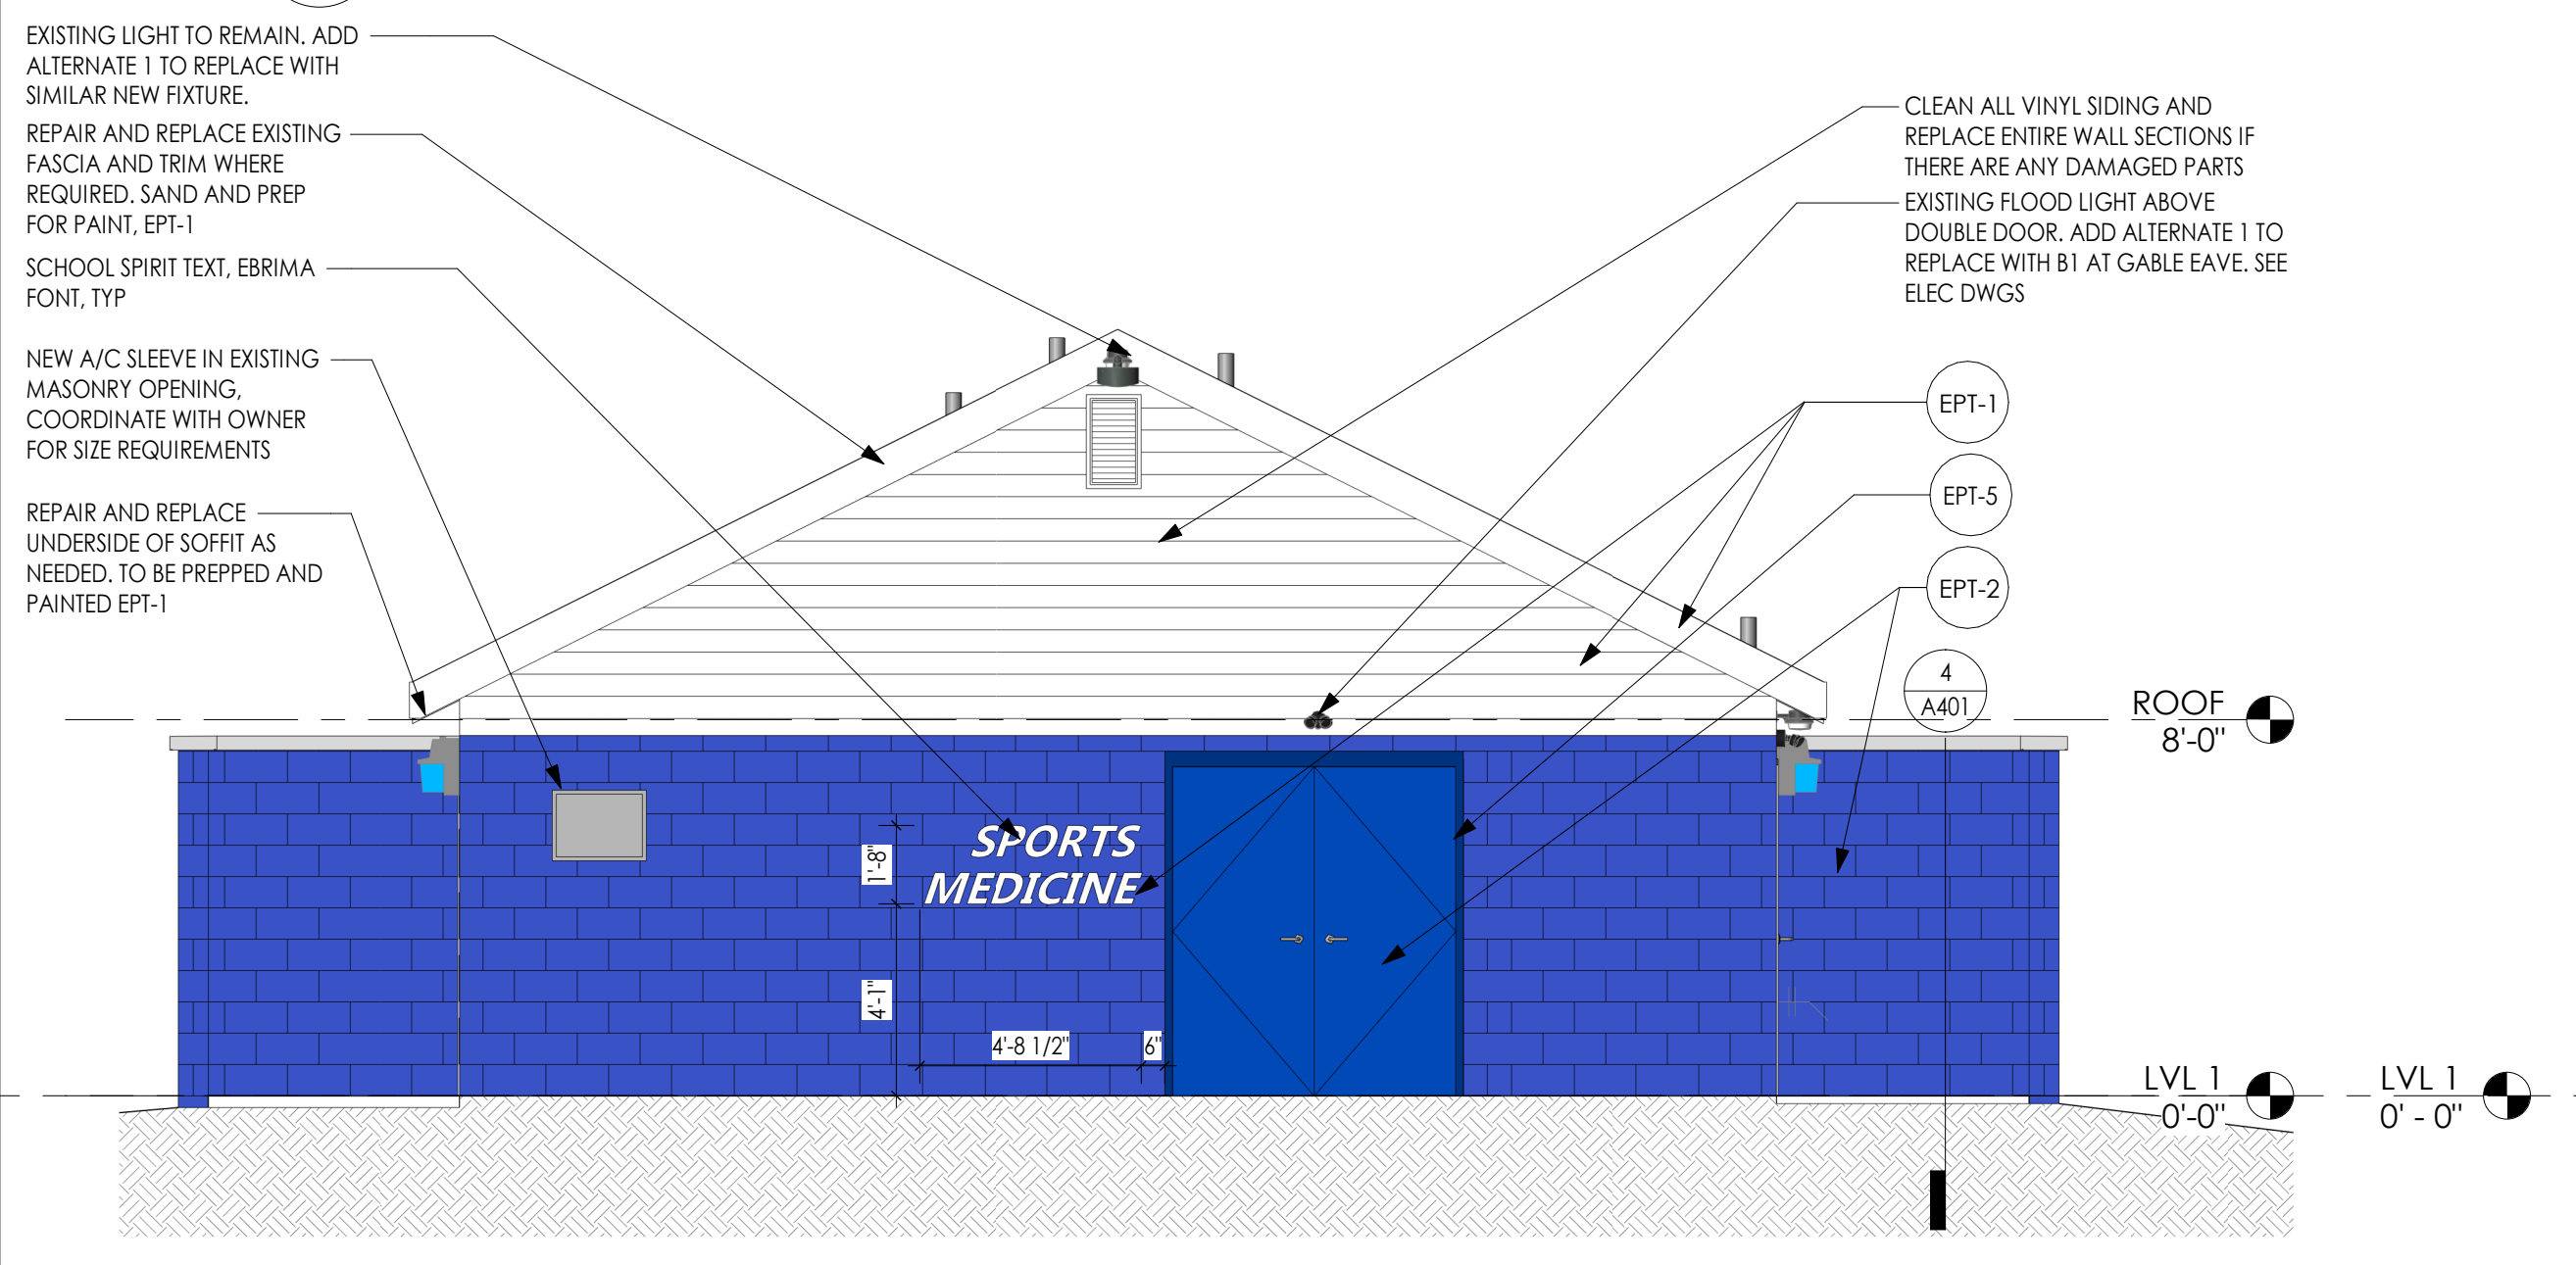 EXISTING LIGHT TO REMAIN. ADD
ALTERNATE 1 TO REPLACE WITH
SIMILAR NEW FIXTURE.
REPAIR AND REPLACE EXISTING
FASCIA AND TRIM WHERE
REQUIRED. SAND AND PREP
FOR PAINT, EPT-1
SCHOOL SPIRIT TEXT, EBRIMA
FONT, TYP
NEW A/C SLEEVE IN EXISTING
MASONRY OPENING,
COORDINATE WITH OWNER
FOR SIZE REQUIREMENTS
REPAIR AND REPLACE
UNDERSIDE OF SOFFIT AS
NEEDED. TO BE PREPPED AND
PAINTED EPT-1
CLEAN ALL VINYL SIDING AND
REPLACE ENTIRE WALL SECTIONS IF
THERE ARE ANY DAMAGED PARTS
EXISTING FLOOD LIGHT ABOVE
DOUBLE DOOR. ADD ALTERNATE 1 TO
REPLACE WITH B1 AT GABLE EAVE. SEE
ELEC DWGS
EPT-1
EPT-5
EPT-2
4
A401
ROOF
8'-0"
SPORTS
MEDICINE
1'-8"
4'-1"
4'-8 1/2"
6"
LVL 1
0'-0"
LVL 1
0' - 0"